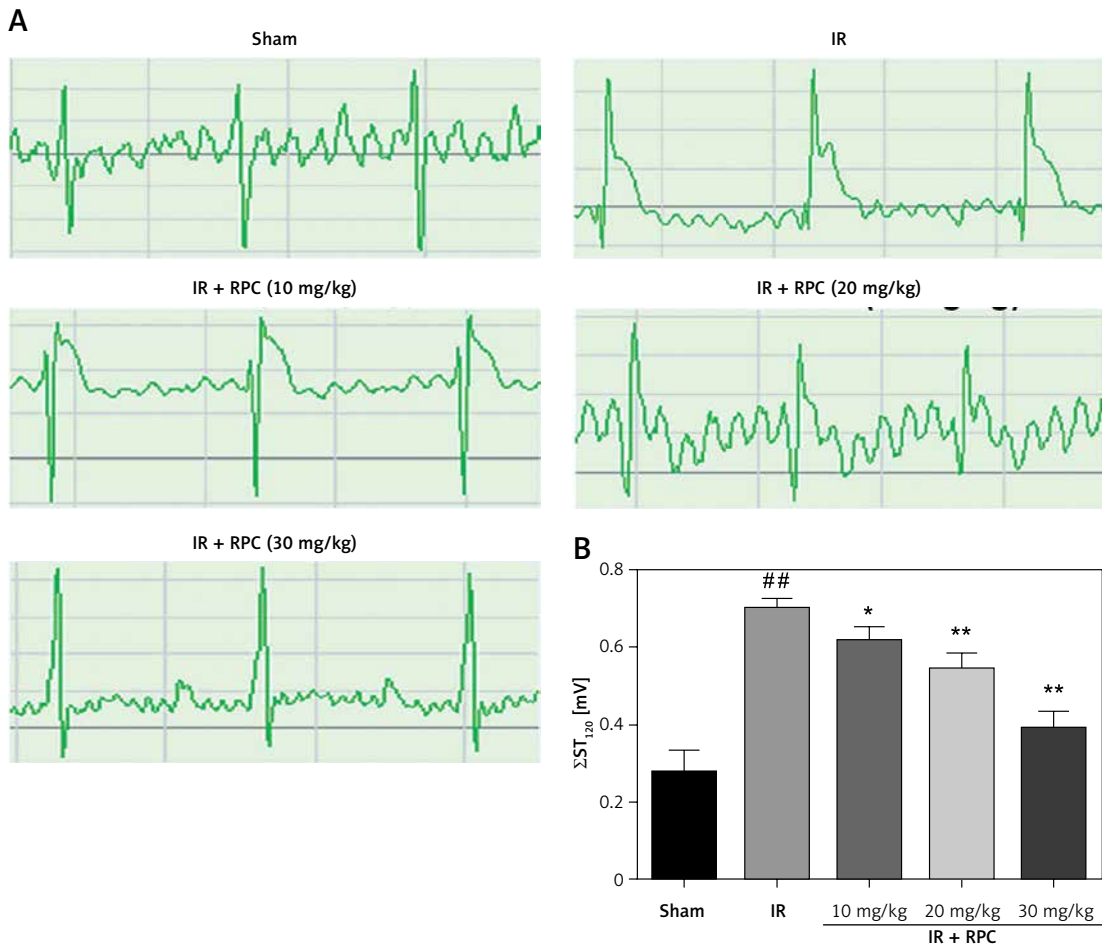 A
Sham
IR
IR + RPC (10 mg/kg)
IR + RPC (20 mg/kg)
IR + RPC (30 mg/kg)
B
0.8
0.6
0.4
0.2
0
ΣST₁₂₀ [mV]
##
*
**
**
Sham
IR
10 mg/kg
20 mg/kg
30 mg/kg
IR + RPC